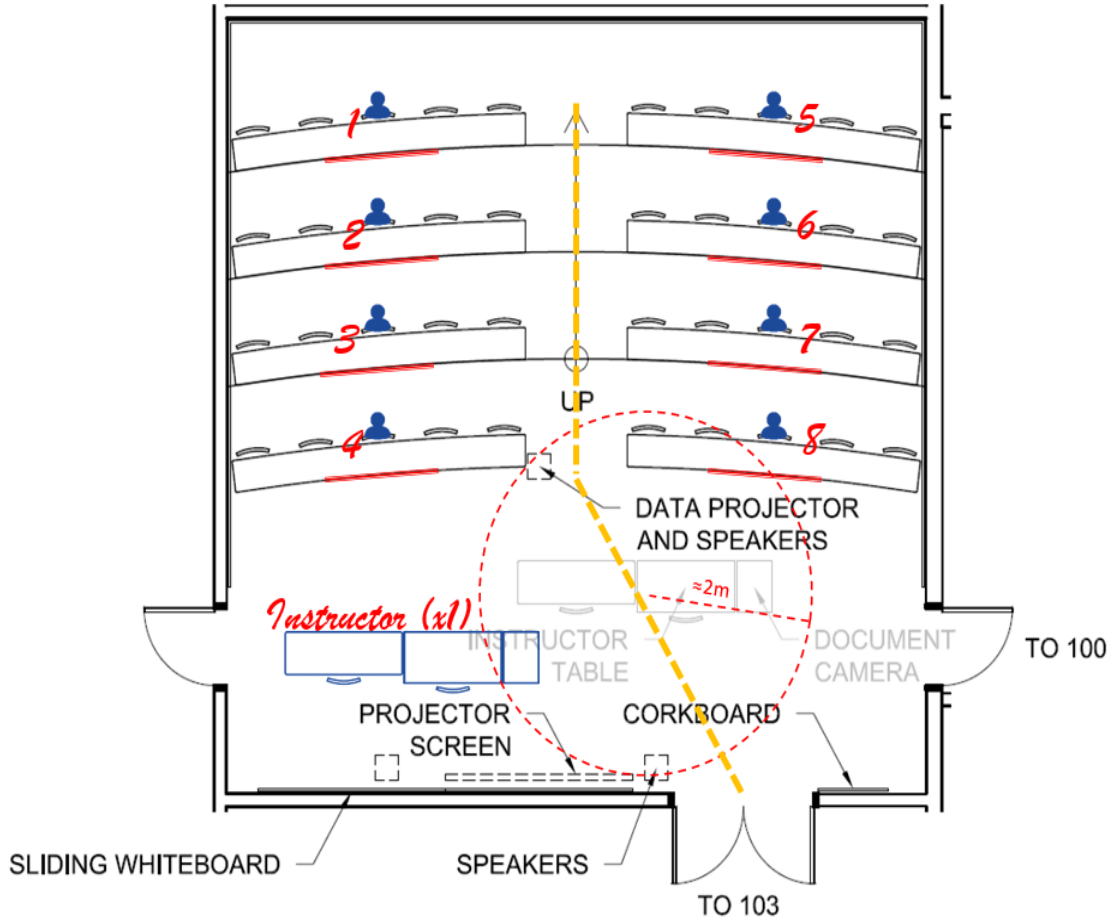 1
5
2
6
3
7
UP
4
8
DATA PROJECTOR
AND SPEAKERS
≈2m
Instructor (x1)
INSTRUCTOR
TABLE
DOCUMENT
CAMERA
TO 100
PROJECTOR
SCREEN
CORKBOARD
SLIDING WHITEBOARD
SPEAKERS
TO 103